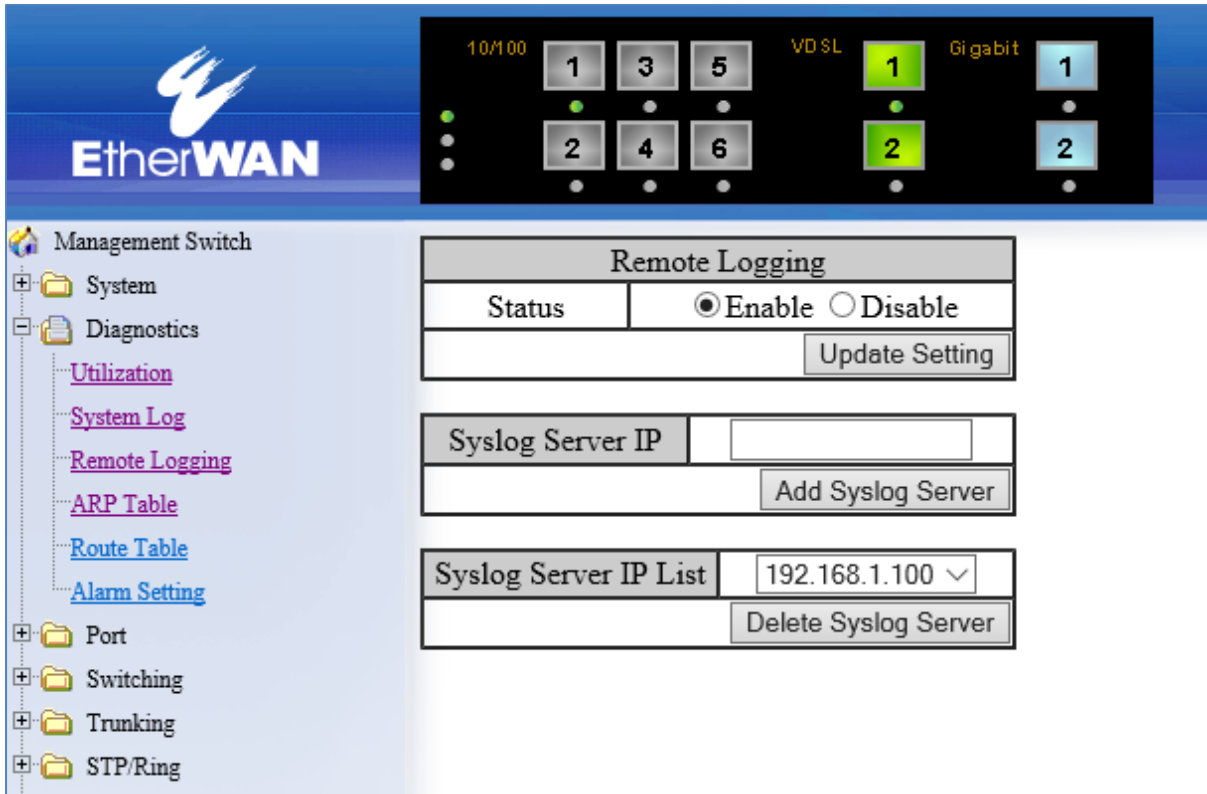 10/100 1 3 5 VDSL 1 Gigabit 1
2 4 6 2 2
EtherWAN
Management Switch
System
Diagnostics
Utilization
System Log
Remote Logging
ARP Table
Route Table
Alarm Setting
Port
Switching
Trunking
STP/Ring
Remote Logging
Status Enable Disable
Update Setting
Syslog Server IP
Add Syslog Server
Syslog Server IP List 192.168.1.100
Delete Syslog Server